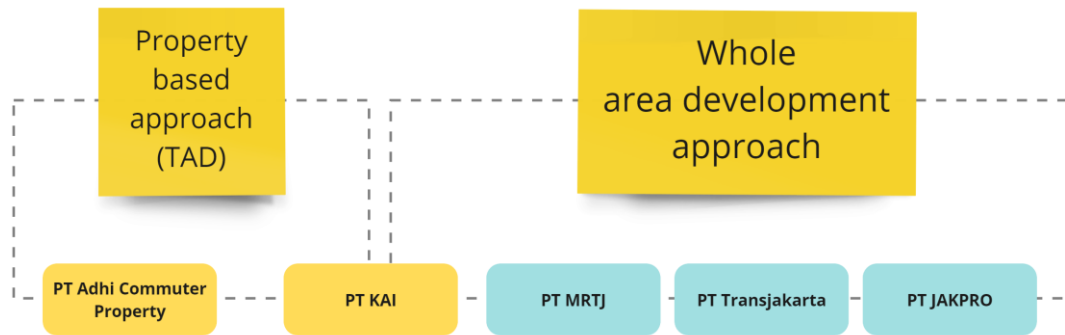 Property
based
approach
(TAD)
Whole
area development
approach
PT Adhi Commuter
Property
PT KAI
PT MRTJ
PT Transjakarta
PT JAKPRO